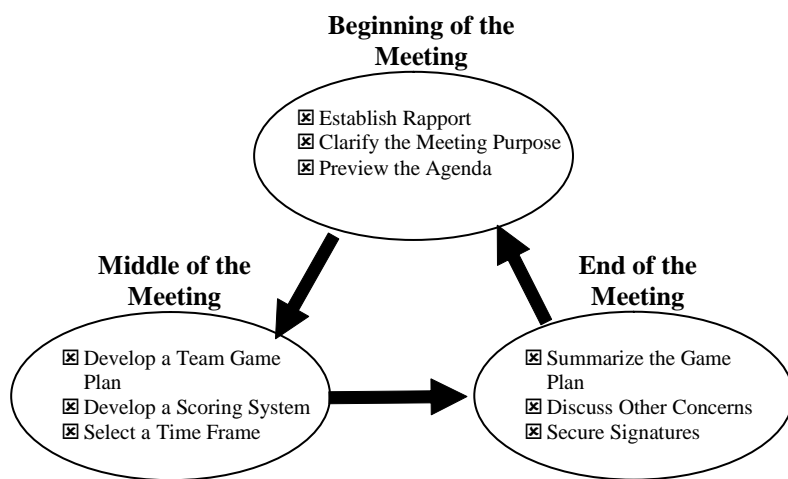 Beginning of the
Meeting
☒ Establish Rapport
☒ Clarify the Meeting Purpose
☒ Preview the Agenda
Middle of the
Meeting
☒ Develop a Team Game
Plan
☒ Develop a Scoring System
☒ Select a Time Frame
End of the
Meeting
☒ Summarize the Game
Plan
☒ Discuss Other Concerns
☒ Secure Signatures